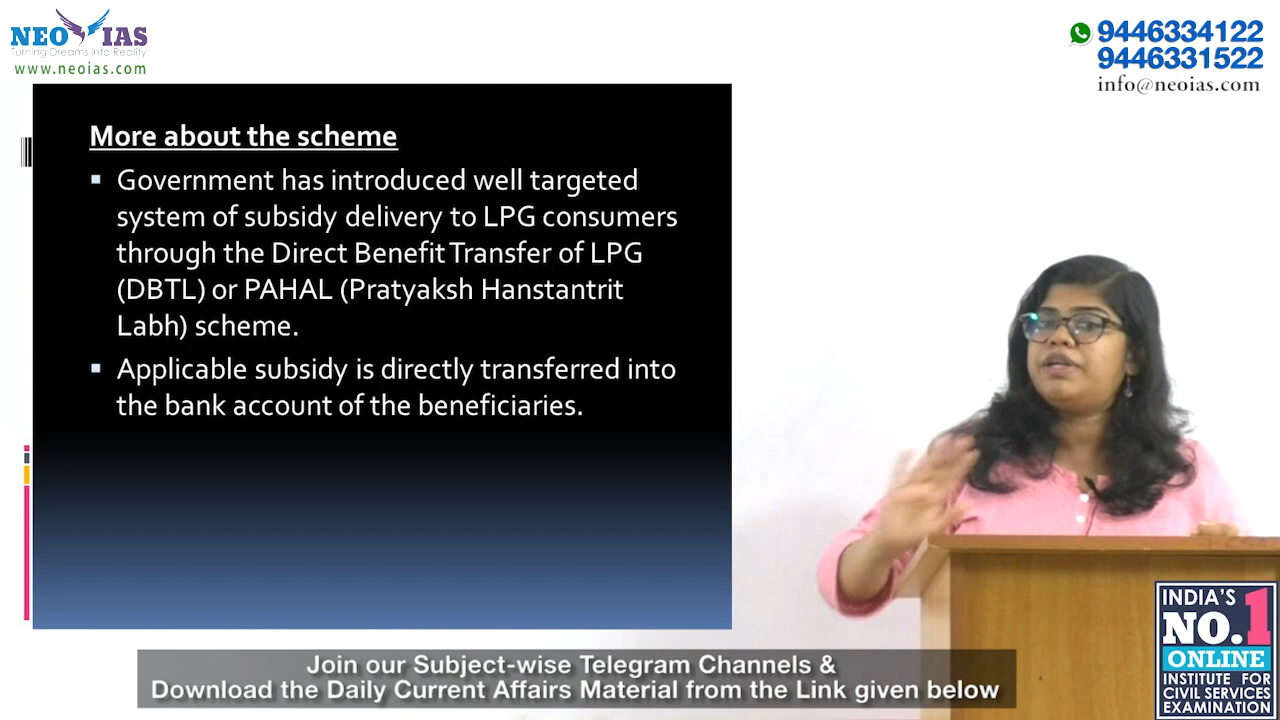 NEO IAS
Turning Dreams into Reality
www.neoias.com
9446334122
9446331522
info@neoias.com
More about the scheme
Government has introduced well targeted
system of subsidy delivery to LPG consumers
through the Direct Benefit Transfer of LPG
(DBTL) or PAHAL (Pratyaksh Hanstantrit
Labh) scheme.
Applicable subsidy is directly transferred into
the bank account of the beneficiaries.
INDIA'S
NO.1
ONLINE
INSTITUTE FOR
CIVIL SERVICES
EXAMINATION
Join our Subject-wise Telegram Channels &
Download the Daily Current Affairs Material from the Link given below